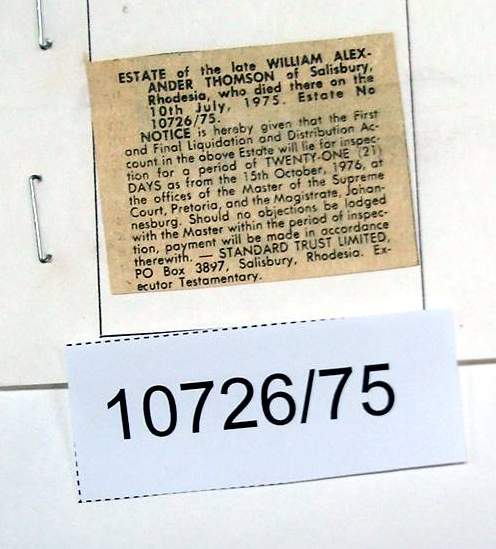 ESTATE of the late WILLIAM ALEX-
ANDER THOMSON of Salisbury,
Rhodesia, who died there on the
10th July, 1975. Estate No
10726/75.
NOTICE is hereby given that the First
and Final Liquidation and Distribution Ac-
count in the above Estate will lie for inspec-
tion for a period of TWENTY-ONE (21)
DAYS as from the 15th October, 1976, at
the offices of the Master of the Supreme
Court, Pretoria, and the Magistrate, Johan-
nesburg. Should no objections be lodged
with the Master within the period of inspec-
tion, payment will be made in accordance
therewith. — STANDARD TRUST LIMITED,
PO Box 3897, Salisbury, Rhodesia. Ex-
ecutor Testamentary.
10726/75